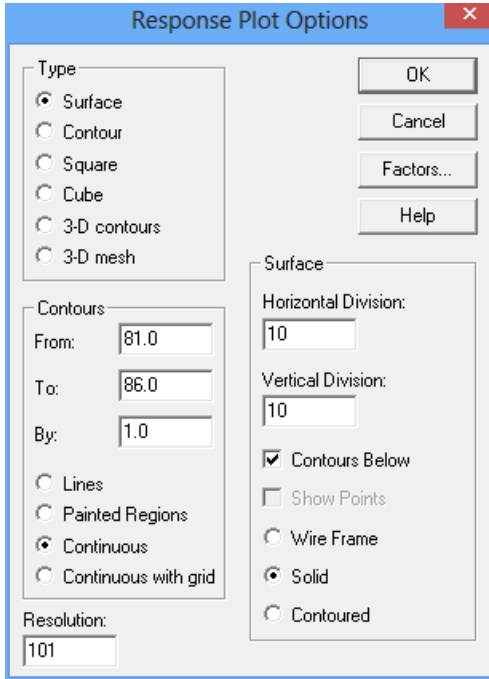 Response Plot Options
Type
Surface
Contour
Square
Cube
3-D contours
3-D mesh
OK
Cancel
Factors...
Help
Contours
From: 81.0
To: 86.0
By: 1.0
Lines
Painted Regions
Continuous
Continuous with grid
Resolution:
101
Surface
Horizontal Division:
10
Vertical Division:
10
Contours Below
Show Points
Wire Frame
Solid
Contoured